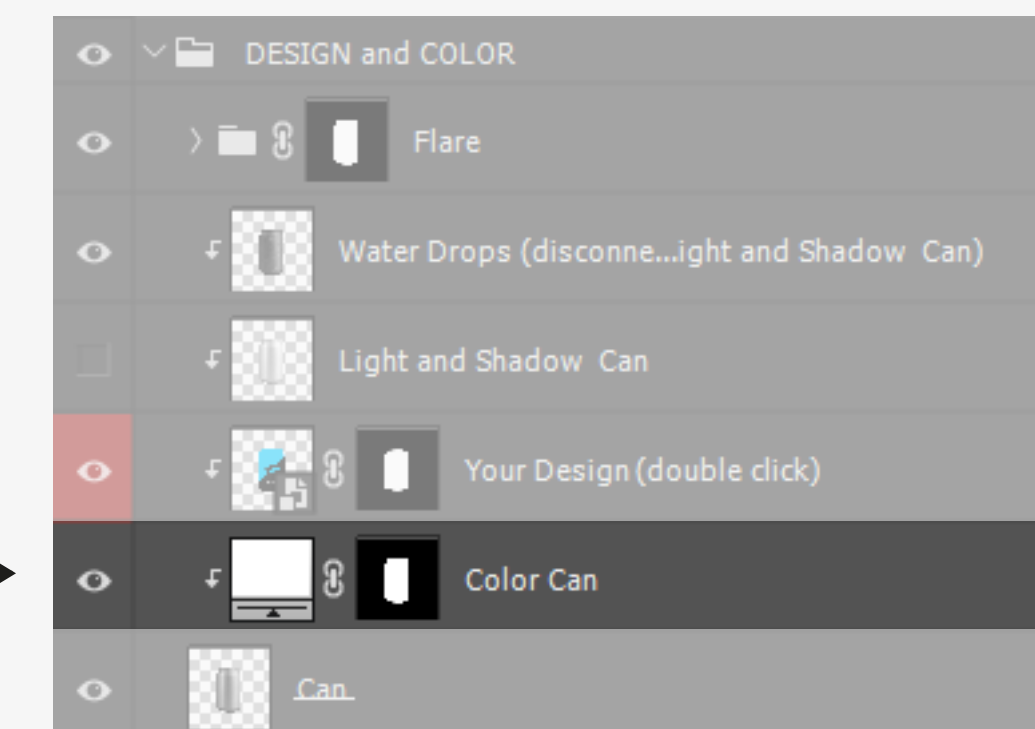 DESIGN and COLOR
Flare
Water Drops (disconne...ight and Shadow  Can)
Light and Shadow  Can
Your Design (double click)
Color Can
Can